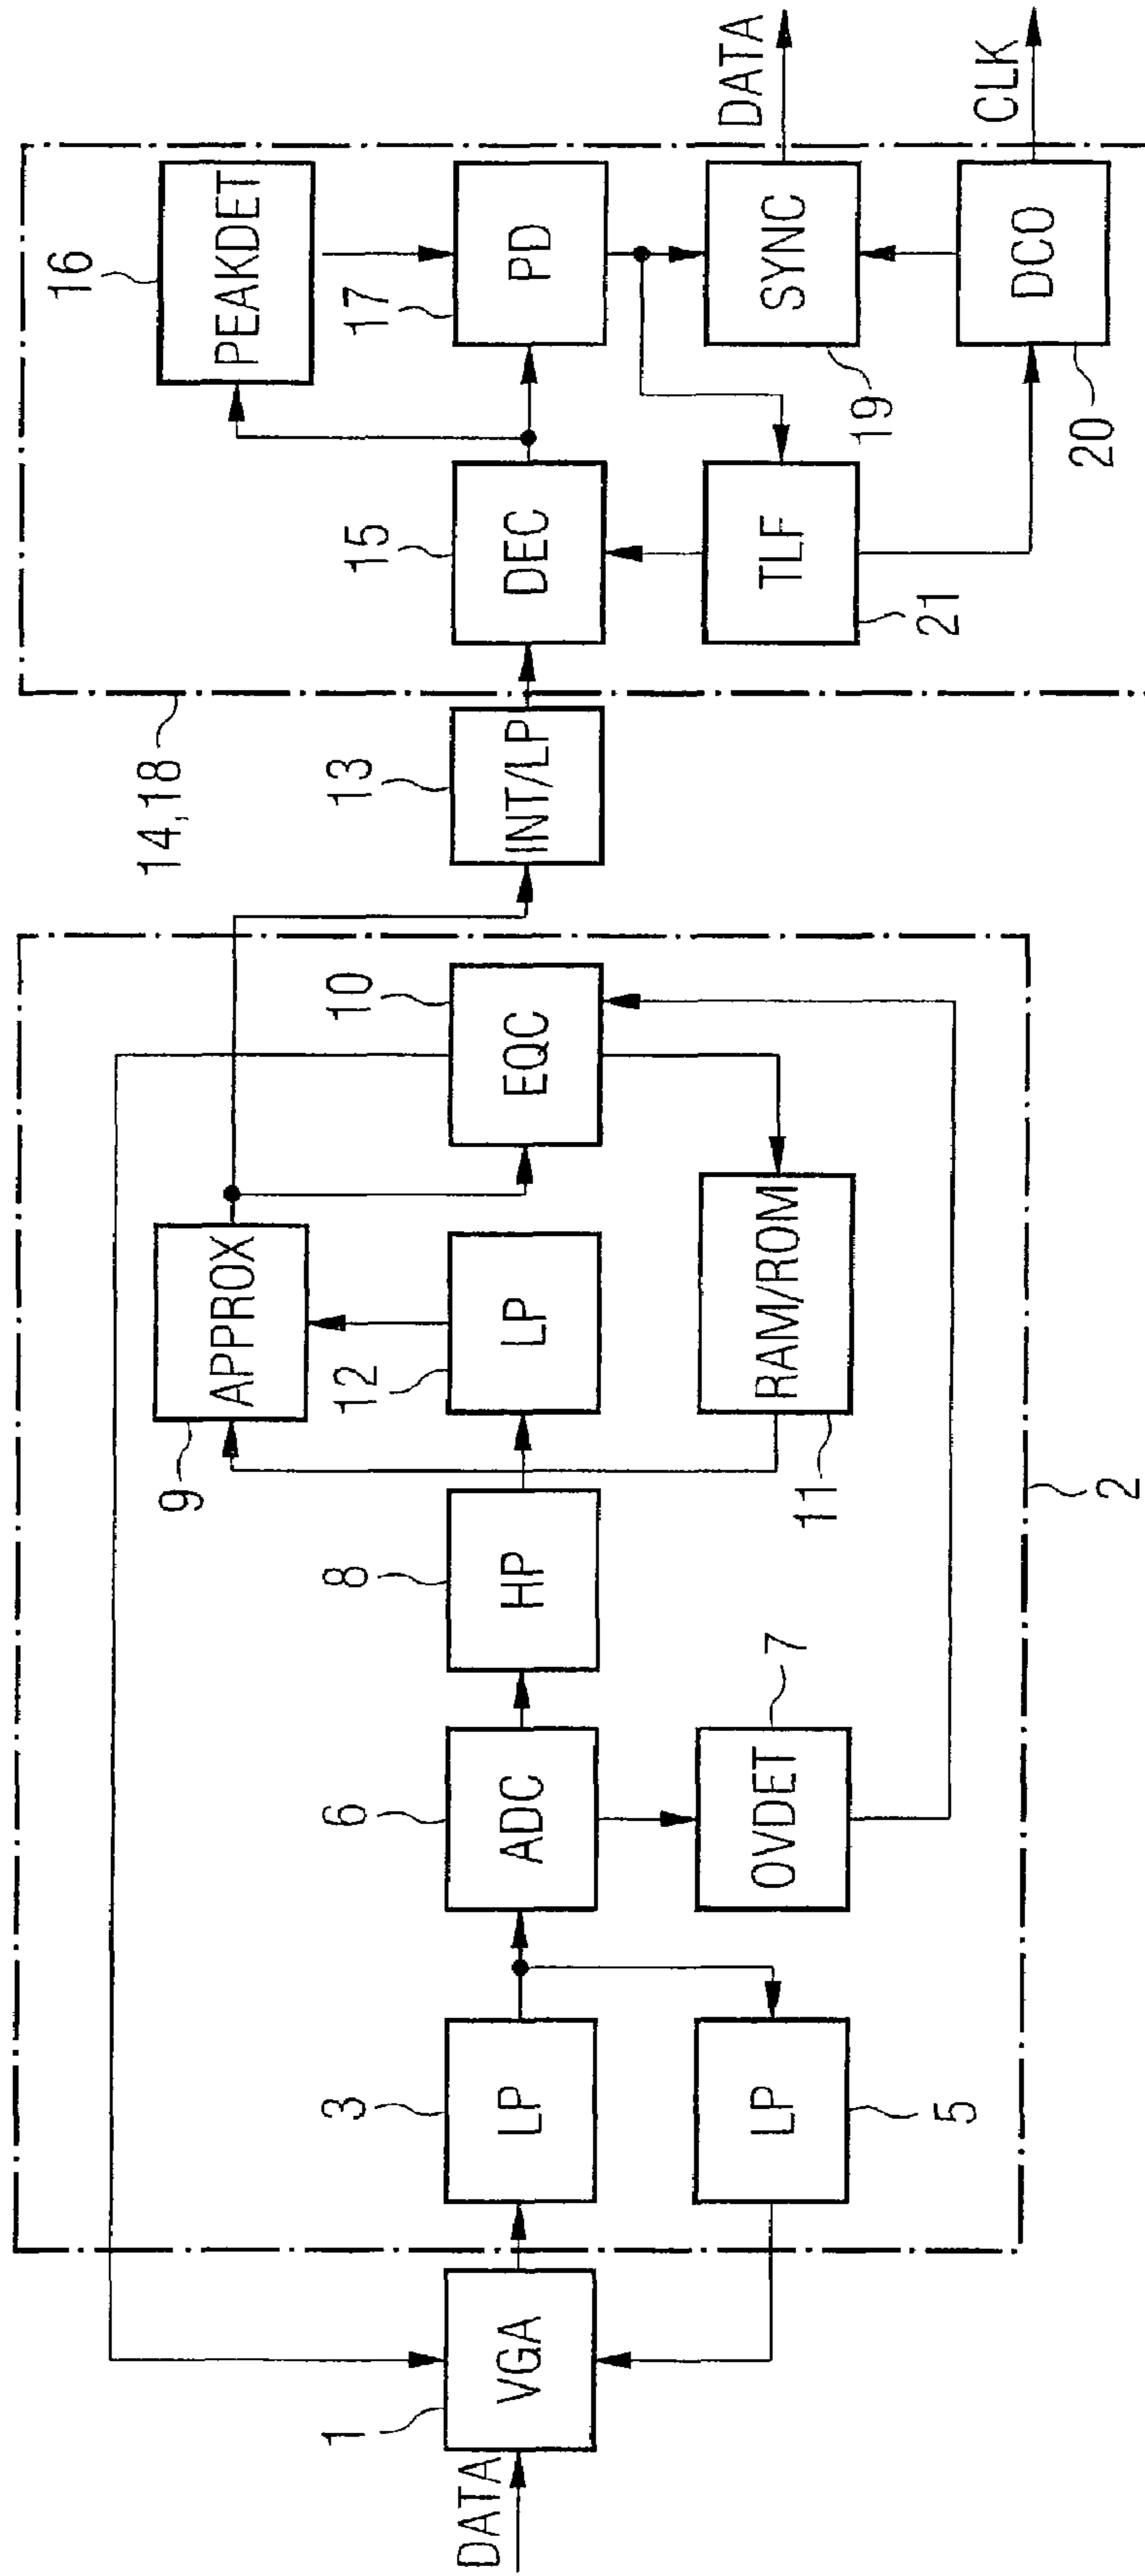 DATA
1
VGA
3
LP
LP
5
6
ADC
OVDET
7
8
HP
9
APPROX
12
LP
RAM/ROM
11
10
EQC
2
13
INT/LP
14,18
15
DEC
TLF
21
16
PEAKDET
17
PD
SYNC
19
DCO
20
DATA
CLK